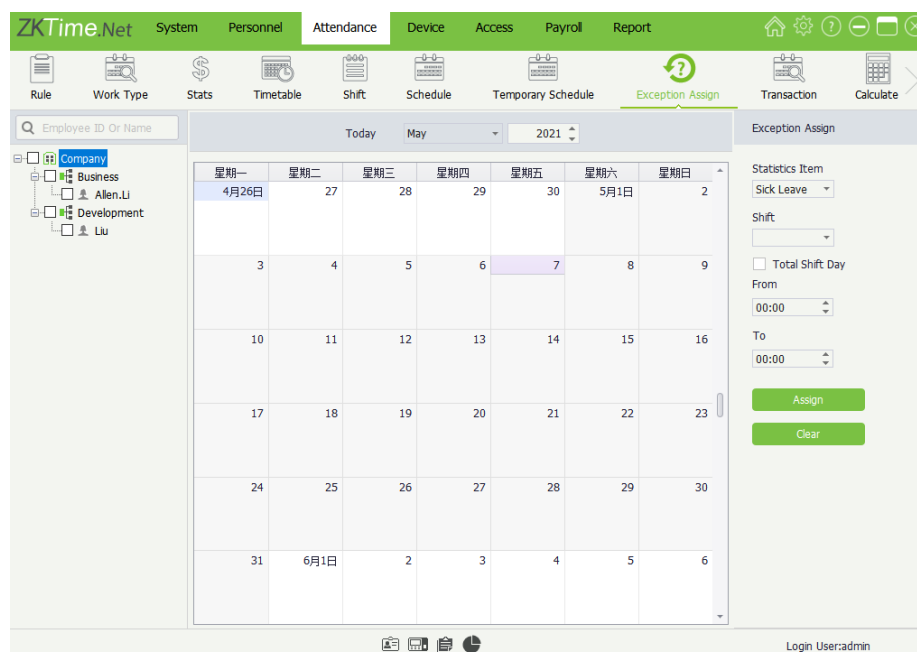 ZKTime.Net System Personnel Attendance Device Access Payroll Report
Rule Work Type Stats Timetable Shift Schedule Temporary Schedule Exception Assign Transaction Calculate
Employee ID Or Name
Today May 2021
Exception Assign
Company
Business
Allen.Li
Development
Liu
星期一 星期二 星期三 星期四 星期五 星期六 星期日
4月26日 27 28 29 30 5月1日 2
3 4 5 6 7 8 9
10 11 12 13 14 15 16
17 18 19 20 21 22 23
24 25 26 27 28 29 30
31 6月1日 2 3 4 5 6
Statistics Item
Sick Leave
Shift
Total Shift Day
From
00:00
To
00:00
Assign
Clear
Login User:admin